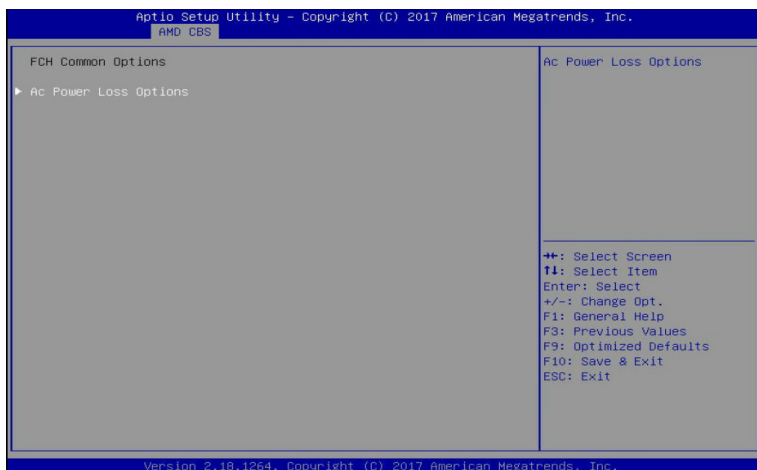 Aptio Setup Utility – Copyright (C) 2017 American Megatrends, Inc.
AMD CBS
FCH Common Options
Ac Power Loss Options
Ac Power Loss Options
→←: Select Screen
↑↓: Select Item
Enter: Select
+/-: Change Opt.
F1: General Help
F3: Previous Values
F9: Optimized Defaults
F10: Save & Exit
ESC: Exit
Version 2.18.1264. Copyright (C) 2017 American Megatrends, Inc.